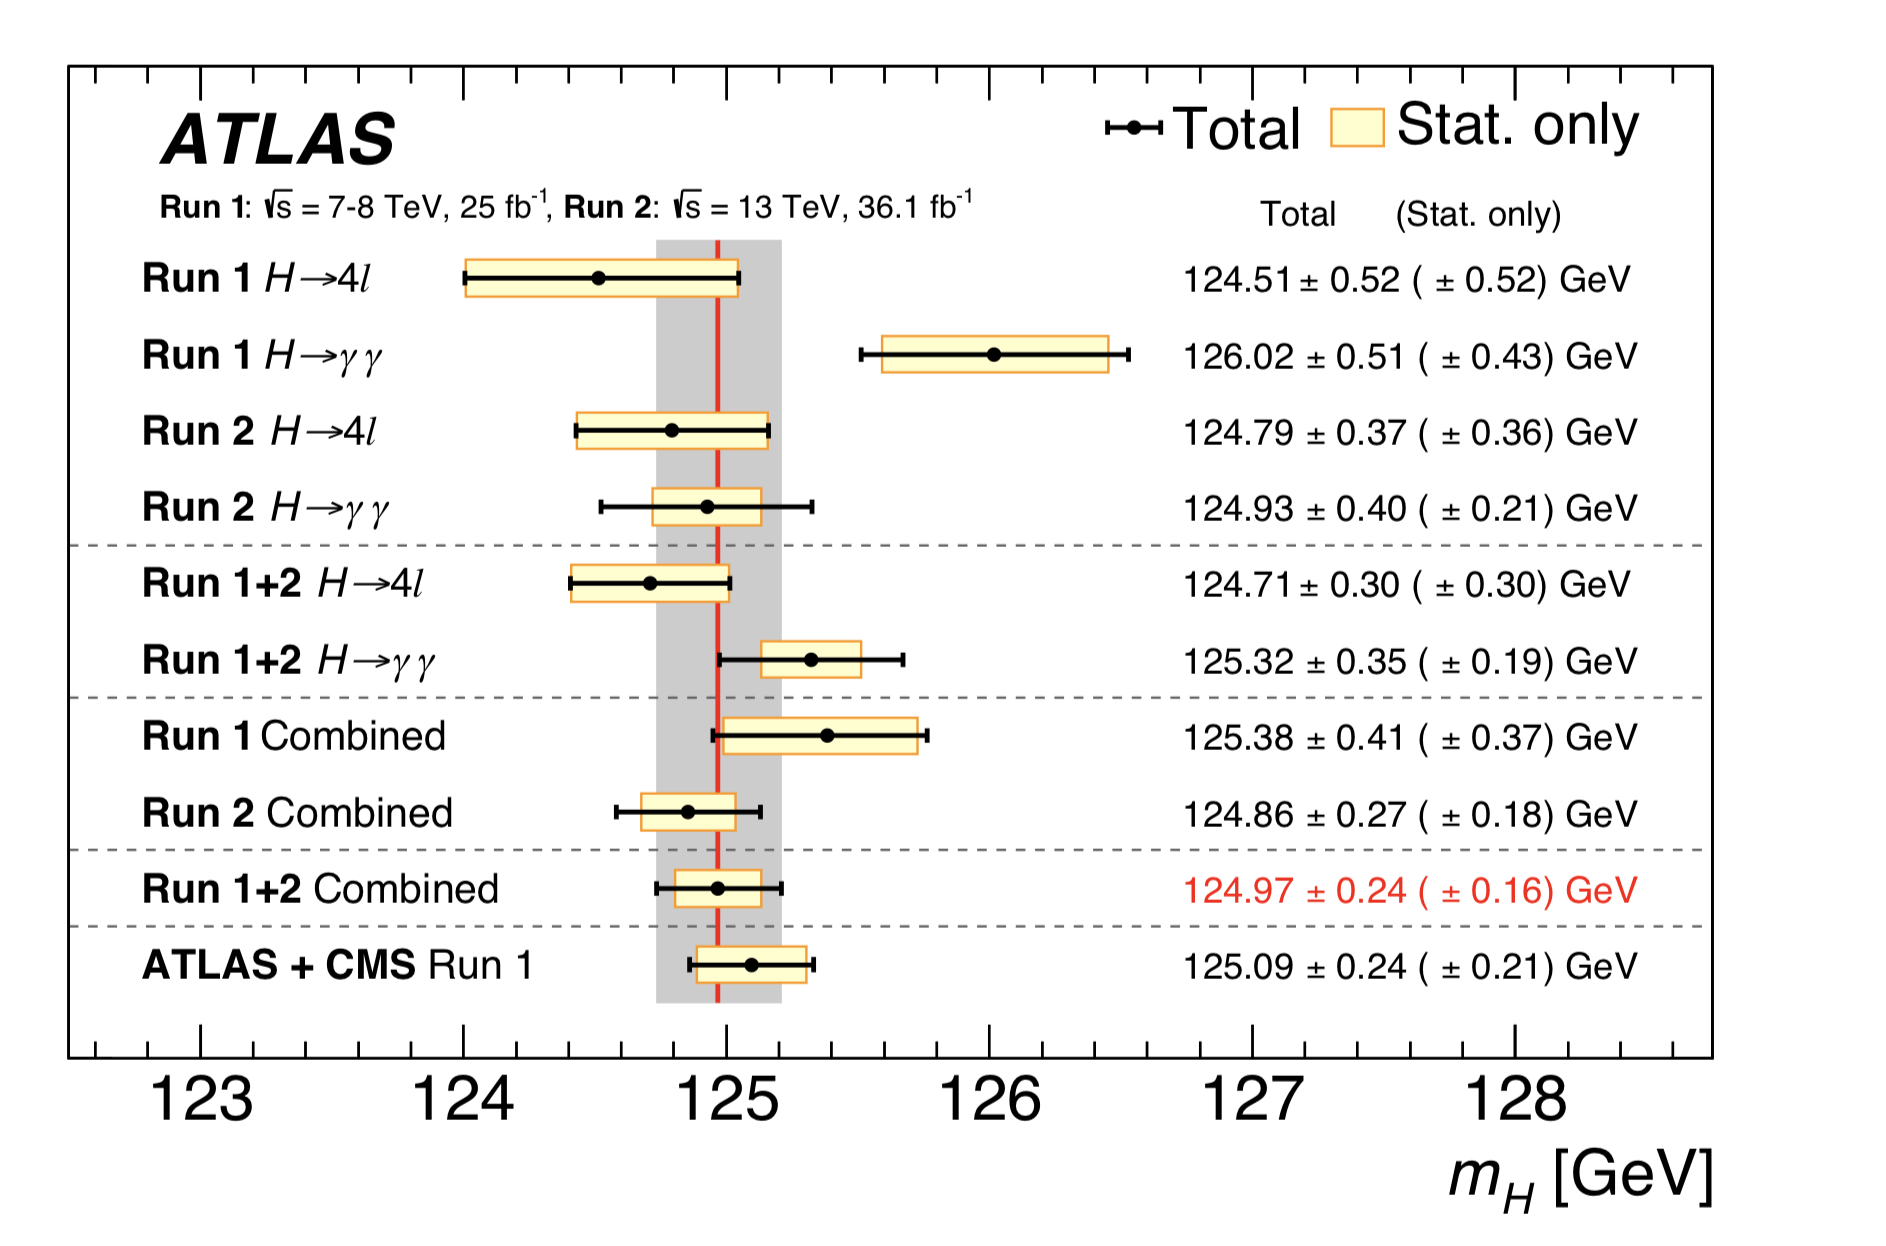 ATLAS
Total Stat. only
Run 1: √s = 7-8 TeV, 25 fb⁻¹, Run 2: √s = 13 TeV, 36.1 fb⁻¹
Total (Stat. only)
Run 1 H→4l 124.51 ± 0.52 ( ± 0.52) GeV
Run 1 H→γγ 126.02 ± 0.51 ( ± 0.43) GeV
Run 2 H→4l 124.79 ± 0.37 ( ± 0.36) GeV
Run 2 H→γγ 124.93 ± 0.40 ( ± 0.21) GeV
Run 1+2 H→4l 124.71 ± 0.30 ( ± 0.30) GeV
Run 1+2 H→γγ 125.32 ± 0.35 ( ± 0.19) GeV
Run 1 Combined 125.38 ± 0.41 ( ± 0.37) GeV
Run 2 Combined 124.86 ± 0.27 ( ± 0.18) GeV
Run 1+2 Combined 124.97 ± 0.24 ( ± 0.16) GeV
ATLAS + CMS Run 1 125.09 ± 0.24 ( ± 0.21) GeV
123 124 125 126 127 128
m_H [GeV]